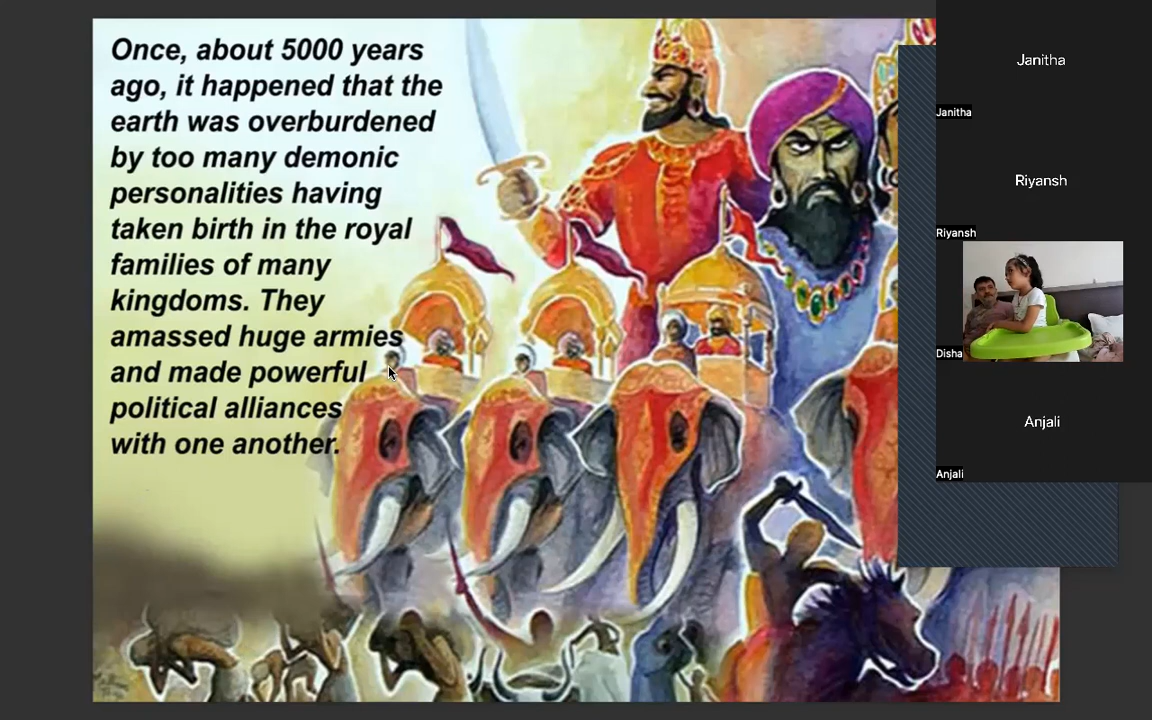 Once, about 5000 years
ago, it happened that the
earth was overburdened
by too many demonic
personalities having
taken birth in the royal
families of many
kingdoms. They
amassed huge armies
and made powerful
political alliances
with one another.
Janitha
Janitha
Riyansh
Riyansh
Disha
Anjali
Anjali